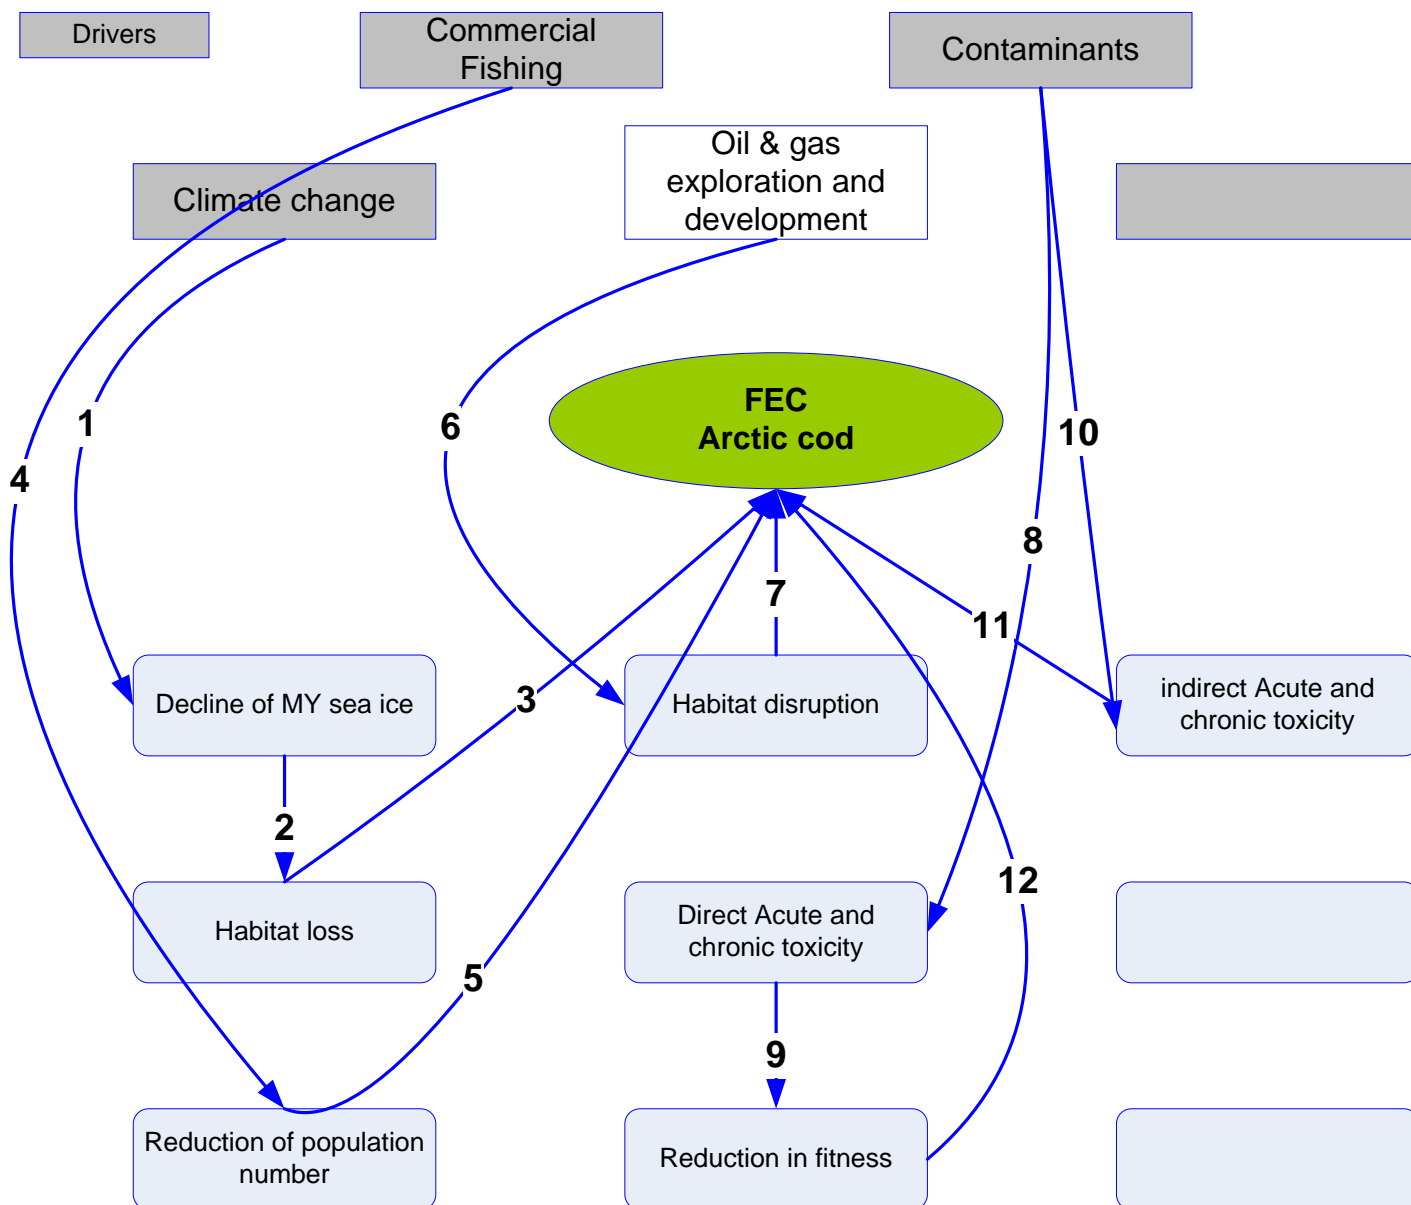 Drivers
Commercial
Fishing
Contaminants
Oil & gas
exploration and
development
Climate change
FEC
Arctic cod
1
6
10
4
8
7
11
Decline of MY sea ice
3
Habitat disruption
indirect Acute and
chronic toxicity
2
12
Habitat loss
Direct Acute and
chronic toxicity
5
9
Reduction of population
number
Reduction in fitness